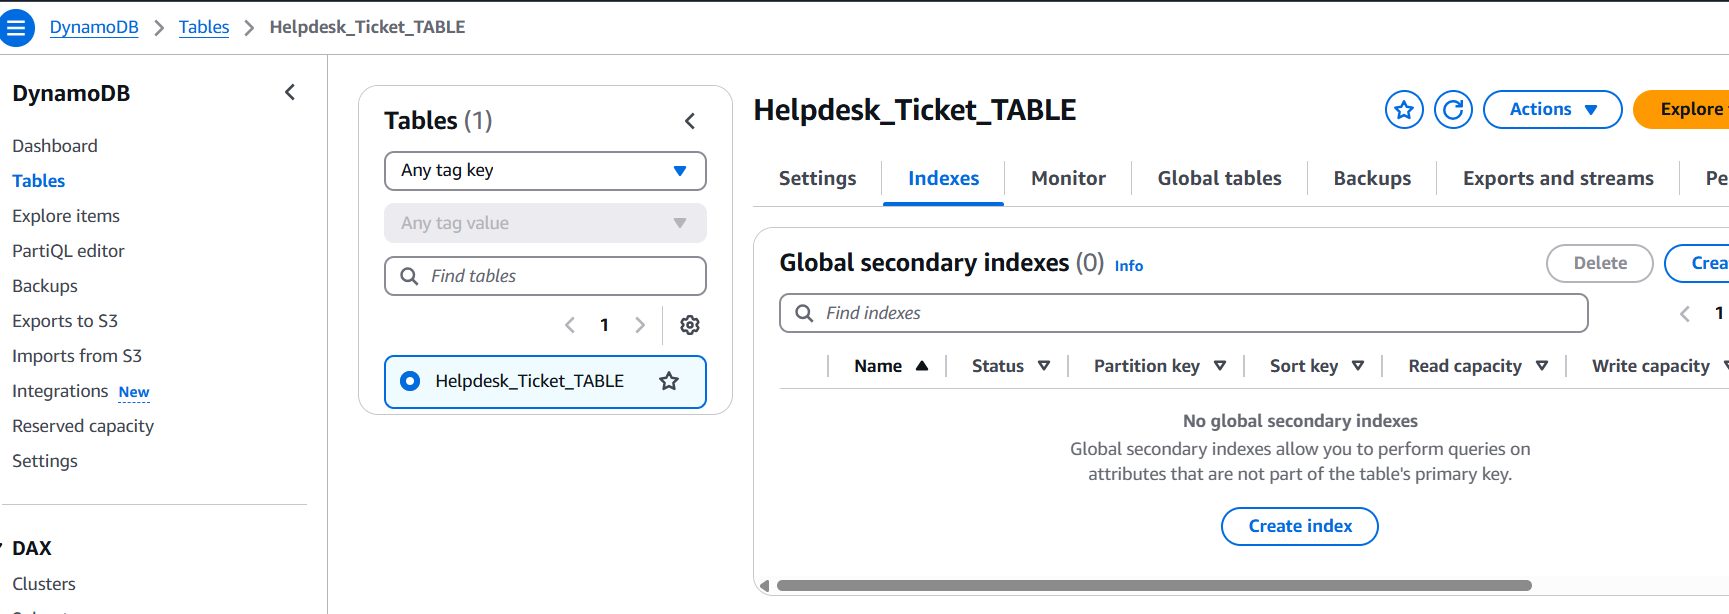 DynamoDB > Tables > Helpdesk_Ticket_TABLE
DynamoDB
Dashboard
Tables
Explore items
PartiQL editor
Backups
Exports to S3
Imports from S3
Integrations New
Reserved capacity
Settings
DAX
Clusters
Tables (1)
Any tag key
Any tag value
Find tables
1
Helpdesk_Ticket_TABLE
Helpdesk_Ticket_TABLE
Actions
Explore
Settings
Indexes
Monitor
Global tables
Backups
Exports and streams
Pe
Global secondary indexes (0) Info
Delete
Crea
Find indexes
1
Name
Status
Partition key
Sort key
Read capacity
Write capacity
No global secondary indexes
Global secondary indexes allow you to perform queries on
attributes that are not part of the table's primary key.
Create index